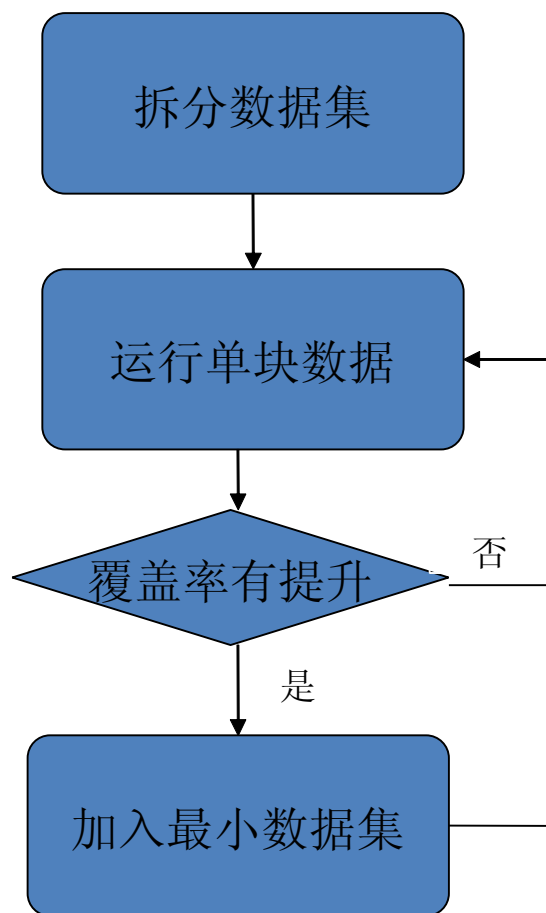 拆分数据集
运行单块数据
覆盖率有提升
否
是
加入最小数据集